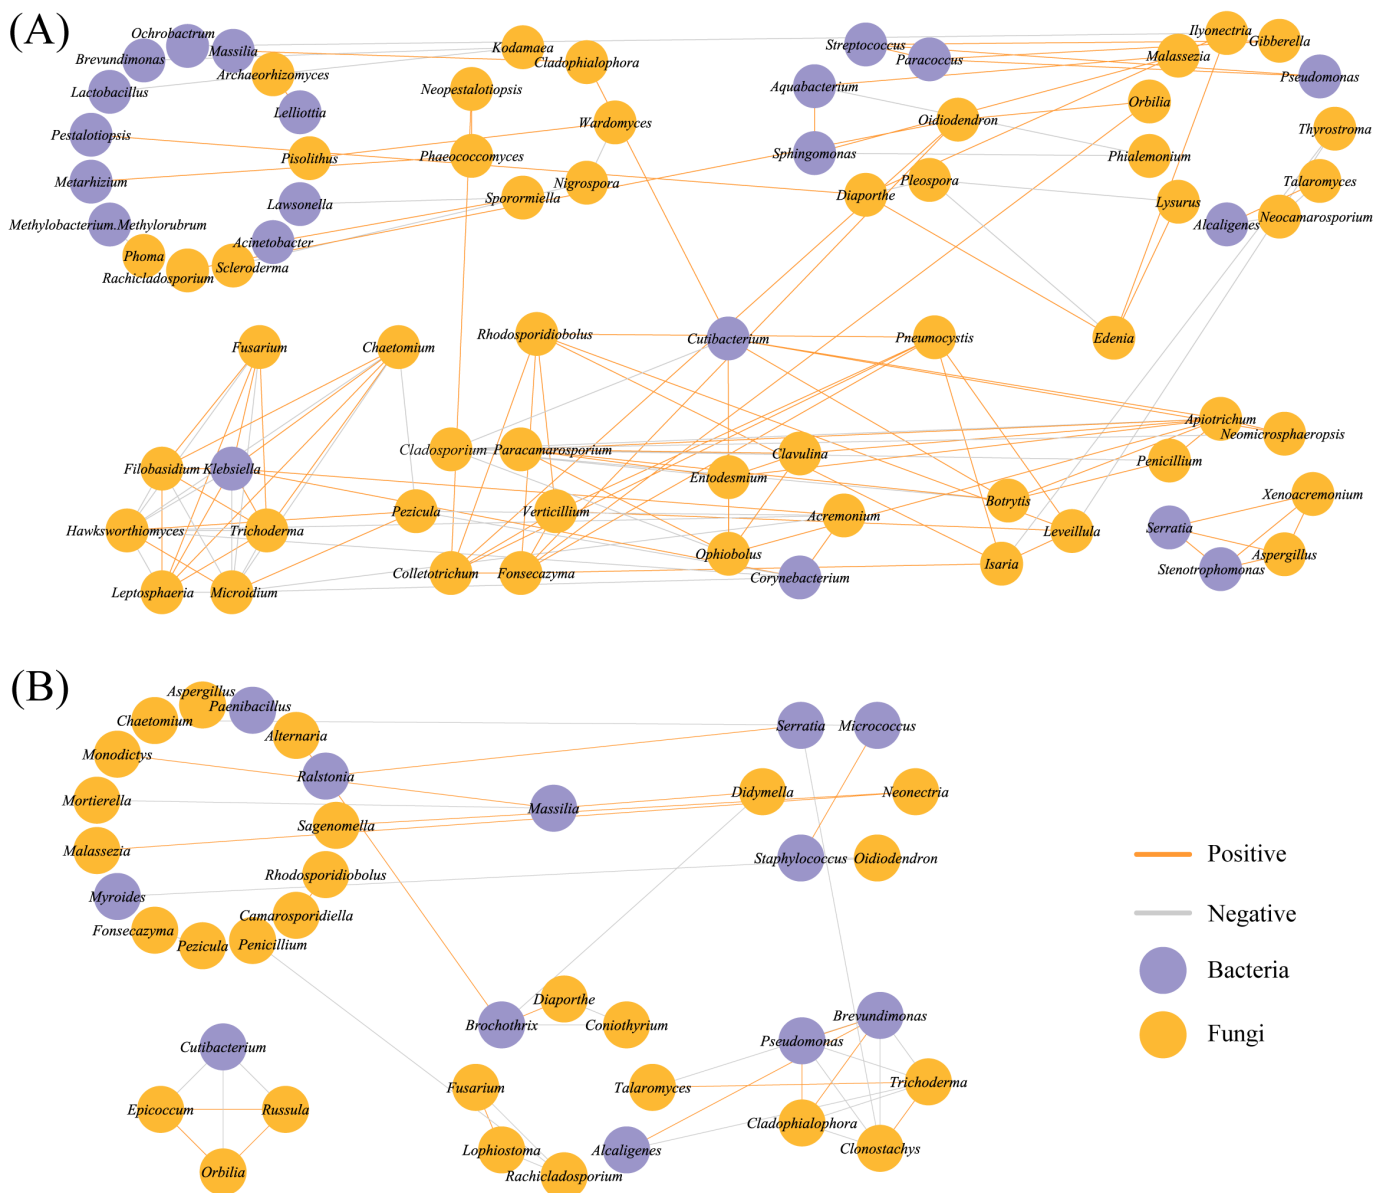 (A)
Ochrobactrum
Brevundimonas
Massilia
Lactobacillus
Archaeorhizomyces
Lelliottia
Pestalotiopsis
Pisolithus
Metarhizium
Lawsonella
Methylobacterium.Methylorubrum
Acinetobacter
Phoma
Scleroderma
Rachicladosporium
Kodamaea
Cladophialophora
Neopestalotiopsis
Wardomyces
Phaeococcomyces
Nigrospora
Sporormiella
Streptococcus
Paracoccus
Ilyonectria
Gibberella
Malassezia
Pseudomonas
Aquabacterium
Orbilia
Oidiodendron
Thyrostroma
Sphingomonas
Phialemonium
Pleospora
Diaporthe
Talaromyces
Lysurus
Alcaligenes
Neocamarosporium
Edenia
Fusarium
Chaetomium
Rhodosporidiobolus
Cutibacterium
Pneumocystis
Filobasidium
Klebsiella
Cladosporium
Paracamarosporium
Clavulina
Entodesmium
Apiotrichum
Neomicrosphaeropsis
Penicillium
Hawksworthiomyces
Trichoderma
Pezicula
Verticillium
Acremonium
Botrytis
Leveillula
Xenoacremonium
Serratia
Aspergillus
Stenotrophomonas
Leptosphaeria
Microidium
Colletotrichum
Fonsecazyma
Ophiobolus
Corynebacterium
Isaria
(B)
Aspergillus
Paenibacillus
Chaetomium
Alternaria
Monodictys
Ralstonia
Mortierella
Sagenomella
Malassezia
Rhodosporidiobolus
Myroides
Camarosporidiella
Fonsecazyma
Pezicula
Penicillium
Serratia
Micrococcus
Massilia
Didymella
Neonectria
Staphylococcus
Oidiodendron
Diaporthe
Brochothrix
Coniothyrium
Brevundimonas
Pseudomonas
Cutibacterium
Fusarium
Talaromyces
Trichoderma
Epicoccum
Russula
Cladophialophora
Lophiostoma
Alcaligenes
Clonostachys
Orbilia
Rachicladosporium
Positive
Negative
Bacteria
Fungi